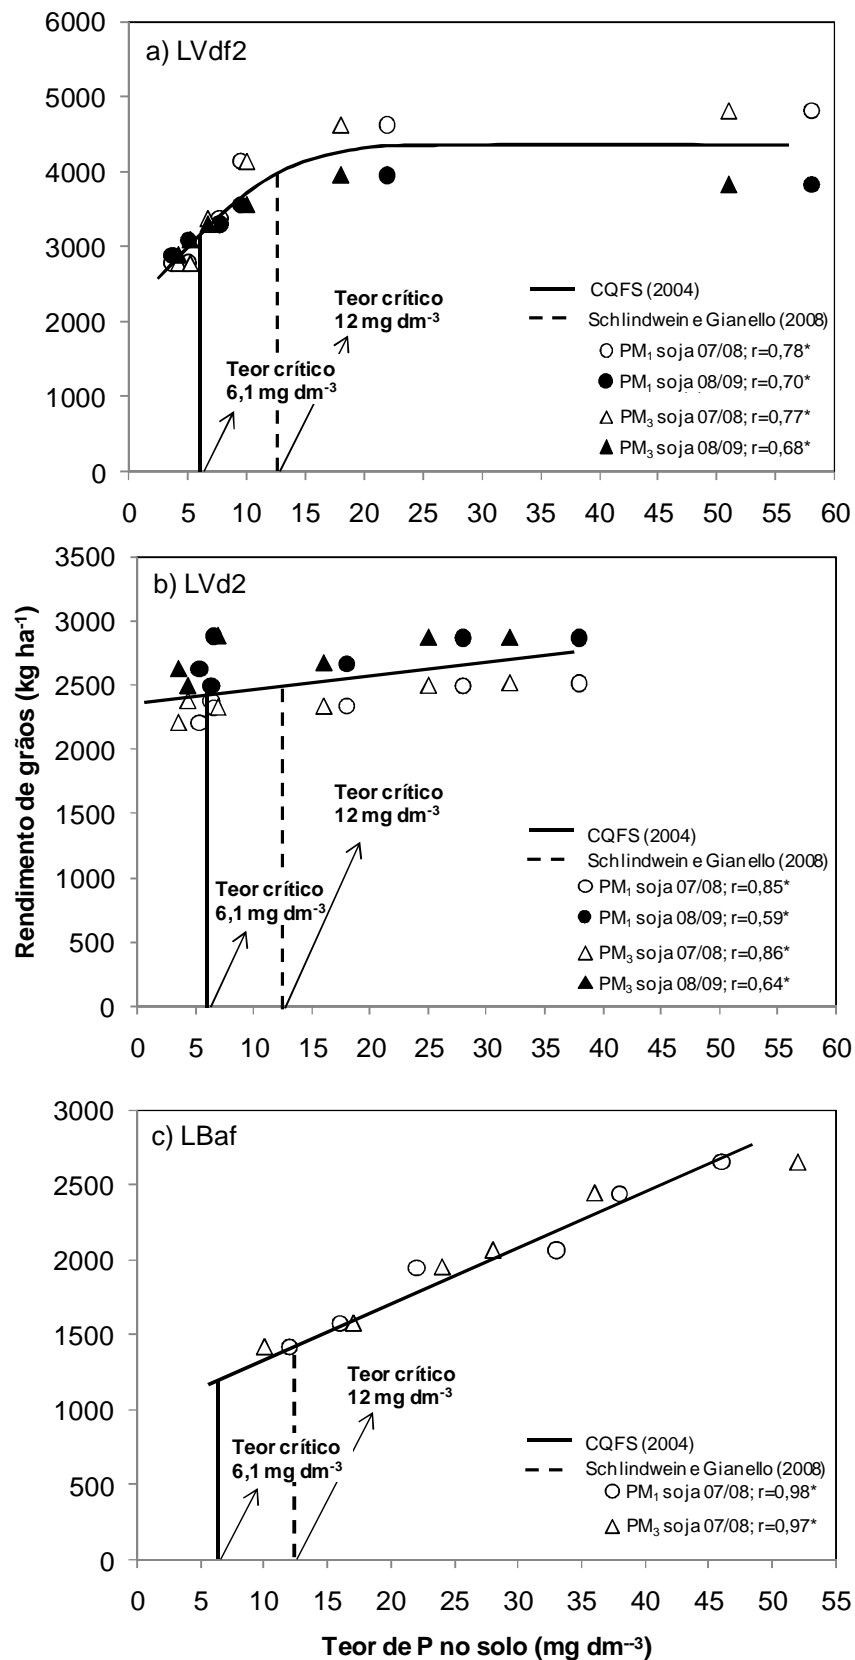 6000
a) LVdf2
5000
4000
3000
2000
1000
0
Teor crítico
12 mg dm-3
Teor crítico
6,1 mg dm-3
CQFS (2004)
Schlindwein e Gianello (2008)
PM1 soja 07/08; r=0,78*
PM1 soja 08/09; r=0,70*
PM3 soja 07/08; r=0,77*
PM3 soja 08/09; r=0,68*
0 5 10 15 20 25 30 35 40 45 50 55 60
Rendimento de grãos (kg ha-1)
3500
b) LVd2
3000
2500
2000
1500
1000
500
0
Teor crítico
12 mg dm-3
Teor crítico
6,1 mg dm-3
CQFS (2004)
Schlindwein e Gianello (2008)
PM1 soja 07/08; r=0,85*
PM1 soja 08/09; r=0,59*
PM3 soja 07/08; r=0,86*
PM3 soja 08/09; r=0,64*
0 5 10 15 20 25 30 35 40 45 50 55 60
3000
c) LBaf
2500
2000
1500
1000
500
0
Teor crítico
12 mg dm-3
Teor crítico
6,1 mg dm-3
CQFS (2004)
Schlindwein e Gianello (2008)
PM1 soja 07/08; r=0,98*
PM3 soja 07/08; r=0,97*
0 5 10 15 20 25 30 35 40 45 50 55
Teor de P no solo (mg dm--3)